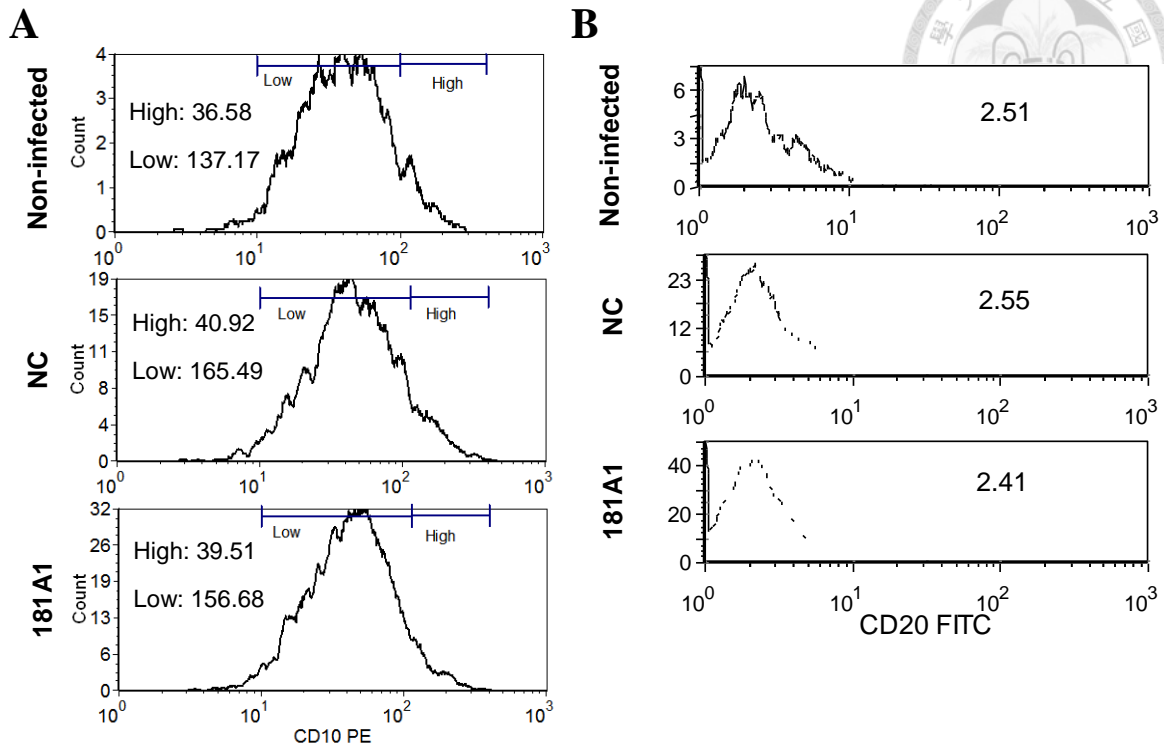 A
Non-infected
Count
4
3
2
1
0
Low
High
High: 36.58
Low: 137.17
10^0 10^1 10^2 10^3
NC
Count
19
15
11
8
4
0
Low
High
High: 40.92
Low: 165.49
10^0 10^1 10^2 10^3
181A1
Count
32
26
19
13
6
0
Low
High
High: 39.51
Low: 156.68
10^0 10^1 10^2 10^3
CD10 PE
B
Non-infected
6
3
0
2.51
10^0 10^1 10^2 10^3
NC
23
12
0
2.55
10^0 10^1 10^2 10^3
181A1
40
20
0
2.41
10^0 10^1 10^2 10^3
CD20 FITC
學
國